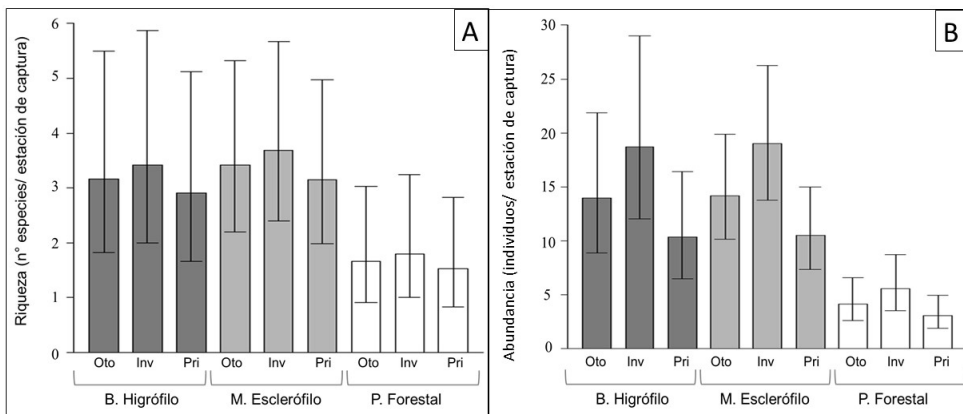 A
Riqueza (n° especies/ estación de captura)
6
5
4
3
2
1
0
Oto Inv Pri Oto Inv Pri Oto Inv Pri
B. Higrófilo M. Esclerófilo P. Forestal
B
Abundancia (individuos/ estación de captura)
30
25
20
15
10
5
0
Oto Inv Pri Oto Inv Pri Oto Inv Pri
B. Higrófilo M. Esclerófilo P. Forestal